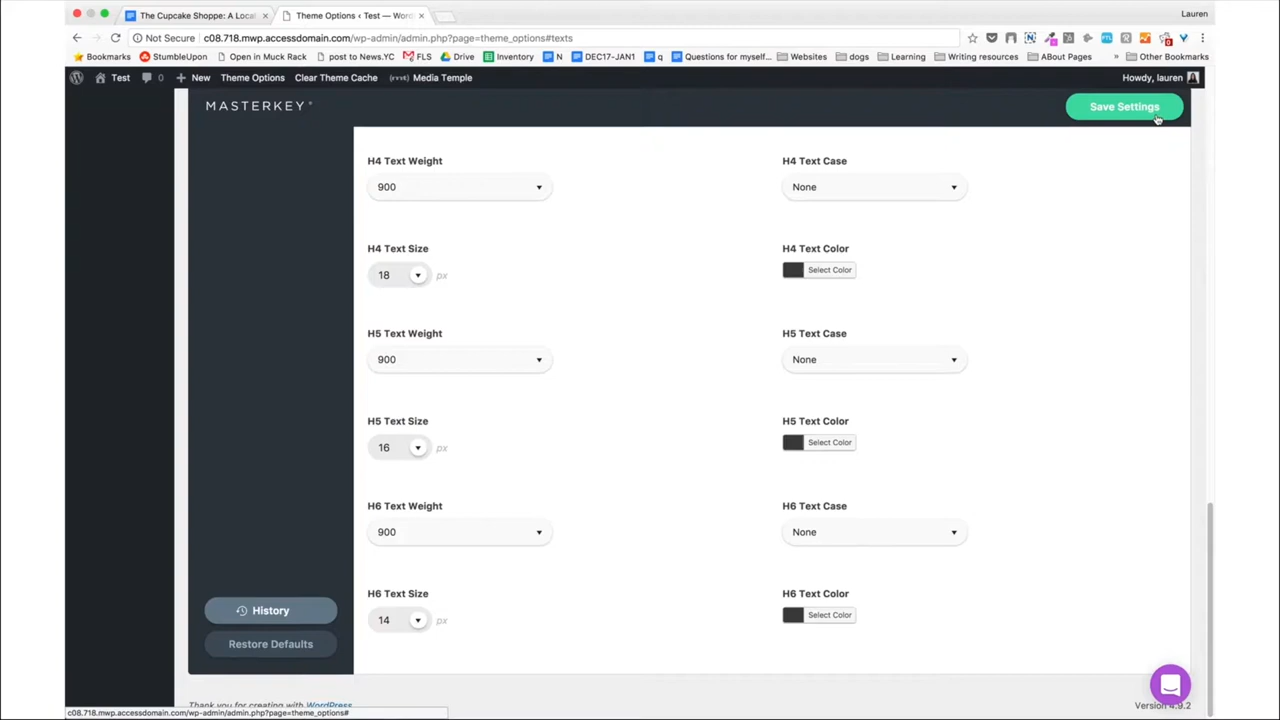 The Cupcake Shoppe: A Local
Theme Options ‹ Test — Word
Lauren
Not Secure c08.718.mwp.accessdomain.com/wp-admin/admin.php?page=theme_options#texts
Bookmarks StumbleUpon Open in Muck Rack post to News.YC FLS Drive Inventory N DEC17-JAN1 q Questions for myself... Websites dogs Learning Writing resources ABout Pages » Other Bookmarks
Test 0 New Theme Options Clear Theme Cache Media Temple Howdy, lauren
MASTERKEY
Save Settings
H4 Text Weight H4 Text Case
900 None
H4 Text Size H4 Text Color
18 px Select Color
H5 Text Weight H5 Text Case
900 None
H5 Text Size H5 Text Color
16 px Select Color
H6 Text Weight H6 Text Case
900 None
H6 Text Size H6 Text Color
14 px Select Color
History
Restore Defaults
Thank you for creating with WordPress
Version 4.9.2
c08.718.mwp.accessdomain.com/wp-admin/admin.php?page=theme_options#